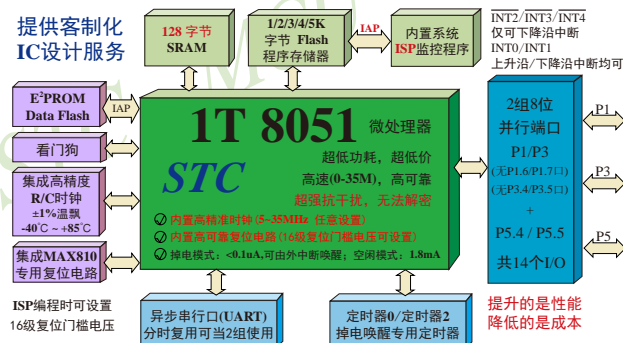 提供客制化
IC设计服务
128 字节
SRAM
1/2/3/4/5K
字节 Flash
程序存储器
IAP
内置系统
ISP监控程序
INT2/INT3/INT4
仅可下降沿中断
INT0/INT1
上升沿/下降沿中断均可
E²PROM
Data Flash
IAP
看门狗
集成高精度
R/C时钟
±1%温飘
-40℃ ~ +85℃
集成MAX810
专用复位电路
ISP编程时可设置
16级复位门槛电压
1T 8051 微处理器
STC
超低功耗，超低价
高速(0-35M)，高可靠
超强抗干扰，无法解密
内置高精准时钟(5~35MHz 任意设置)
内置高可靠复位电路(16级复位门槛电压可设置)
掉电模式：<0.1uA,可由外中断唤醒；空闲模式：1.8mA
2组8位
并行端口
P1/P3
(无P1.6/P1.7口)
(无P3.4/P3.5口)
+
P5.4 / P5.5
共14个I/O
P1
P3
P5
异步串行口(UART)
分时复用可当2组使用
定时器0/定时器2
掉电唤醒专用定时器
提升的是性能
降低的是成本